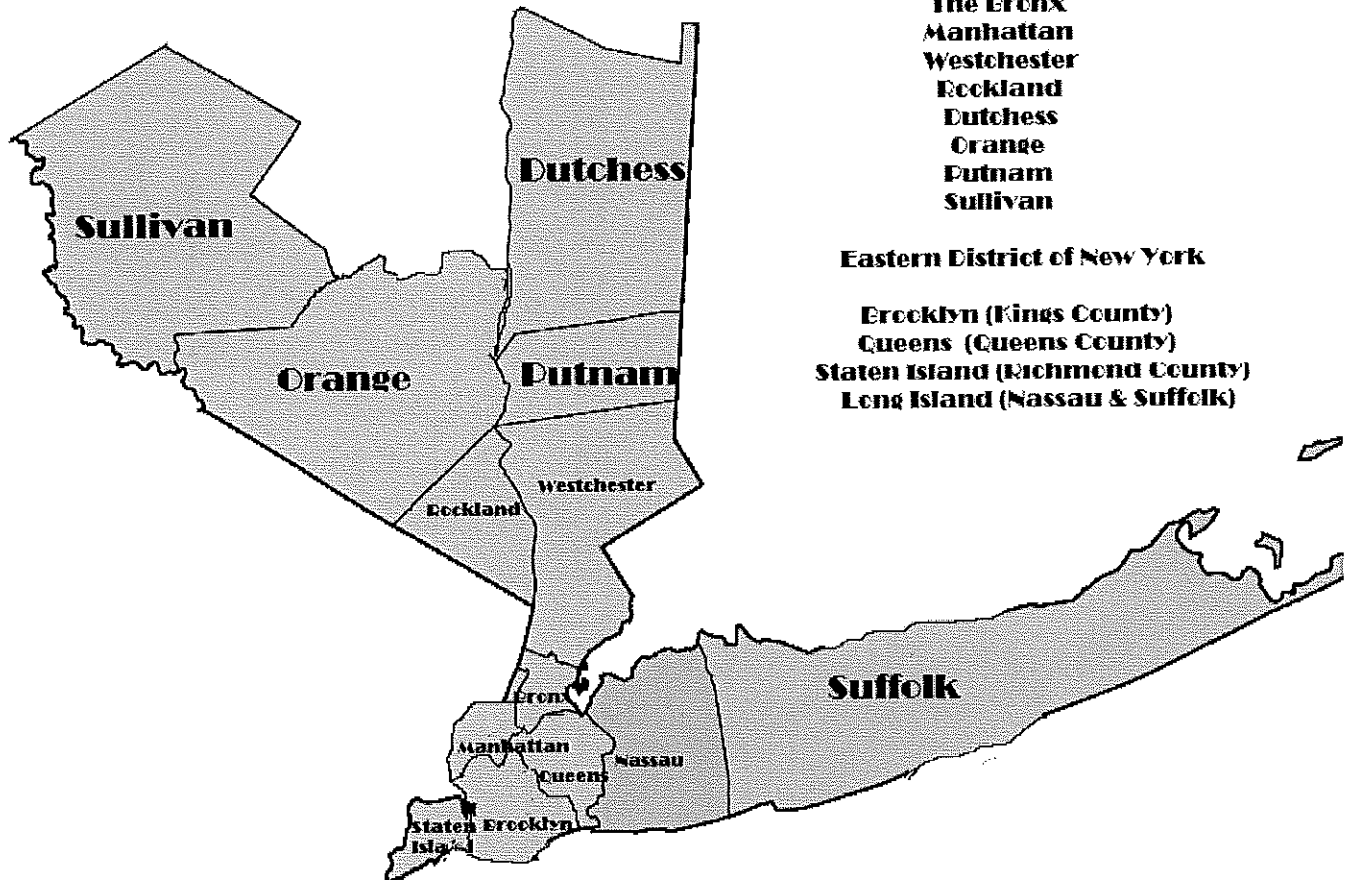 The Bronx
Manhattan
Westchester
Rockland
Dutchess
Orange
Putnam
Sullivan
Eastern District of New York
Brooklyn (Kings County)
Queens (Queens County)
Staten Island (Richmond County)
Long Island (Nassau & Suffolk)
Dutchess
Sullivan
Orange
Putnam
Westchester
Rockland
Suffolk
Bronx
Manhattan
Nassau
Queens
Staten Brooklyn
Island